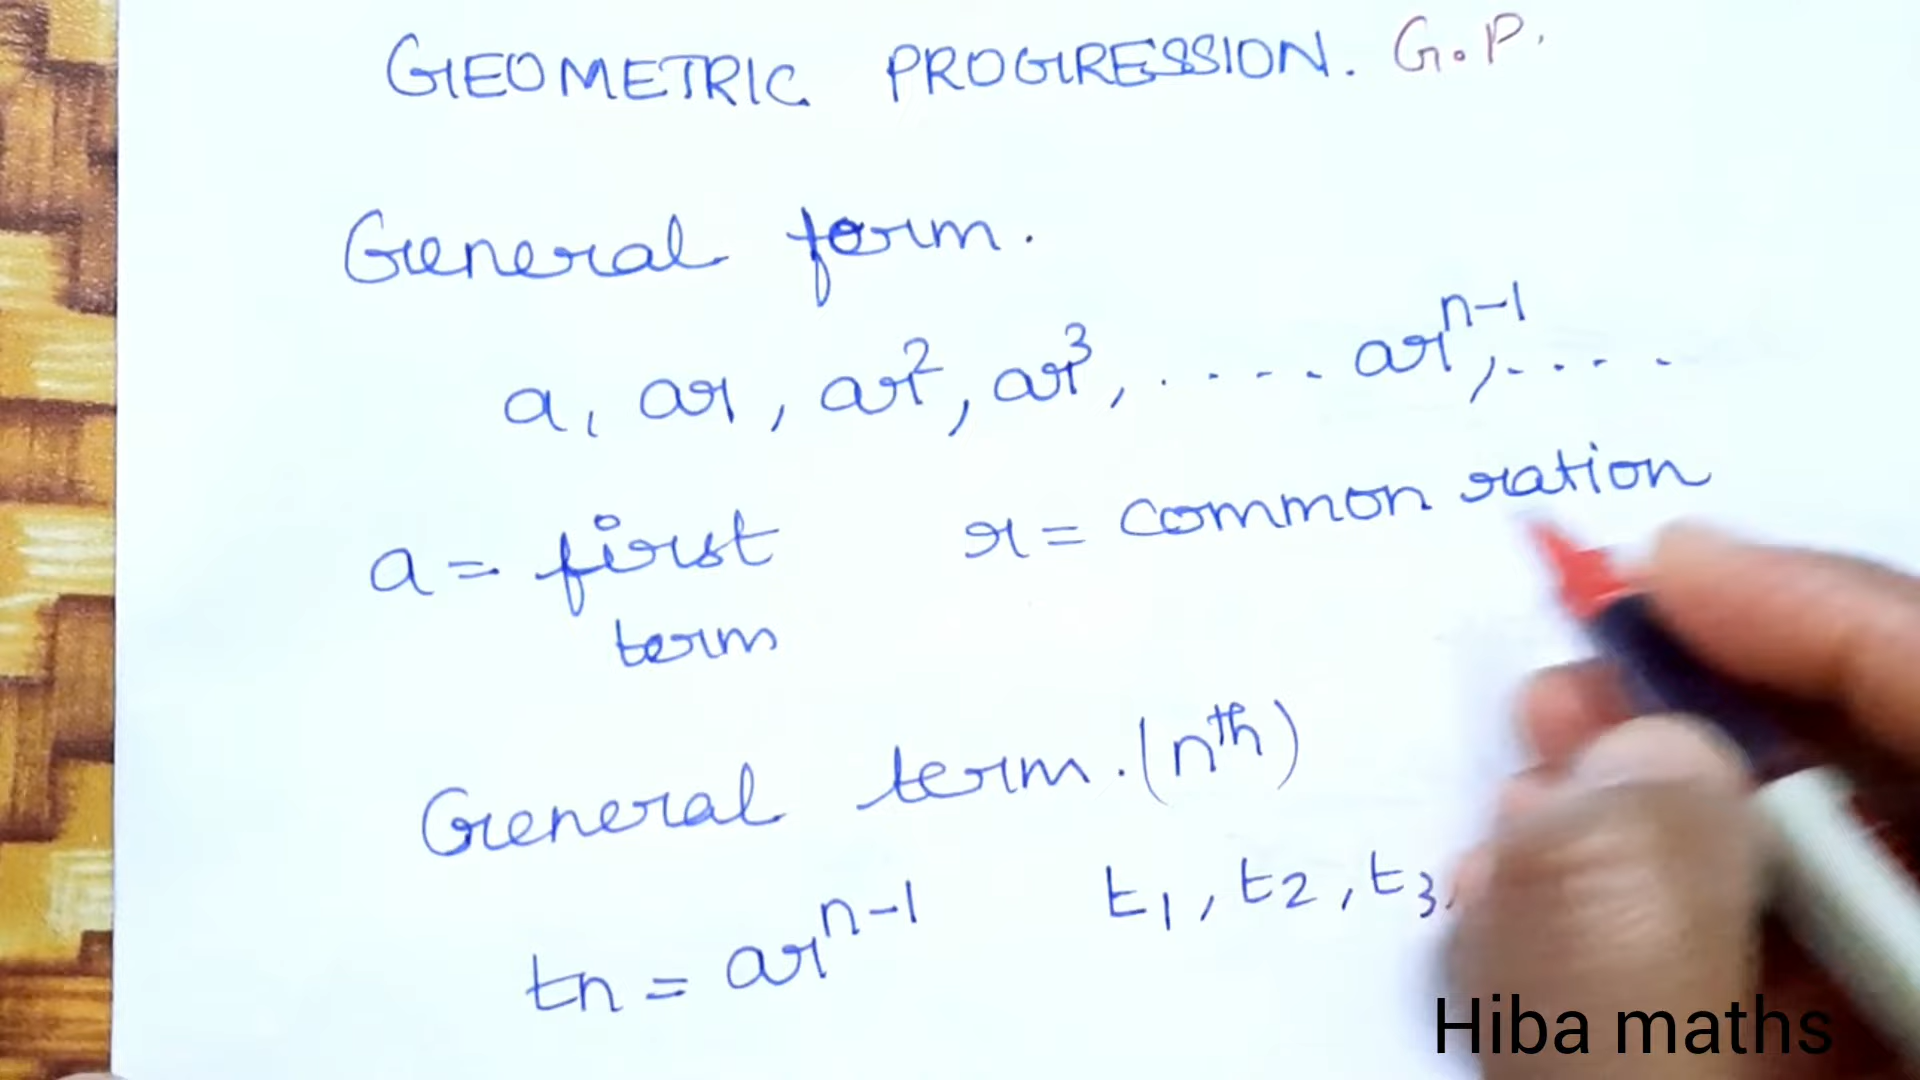 GEOMETRIC PROGRESSION. G.P.
General form.
a, ar, ar², ar³, ..... arⁿ⁻¹, ....
a = first term
r = common ration
General term. (nᵗʰ)
tn = arⁿ⁻¹
t₁, t₂, t₃,
Hiba maths